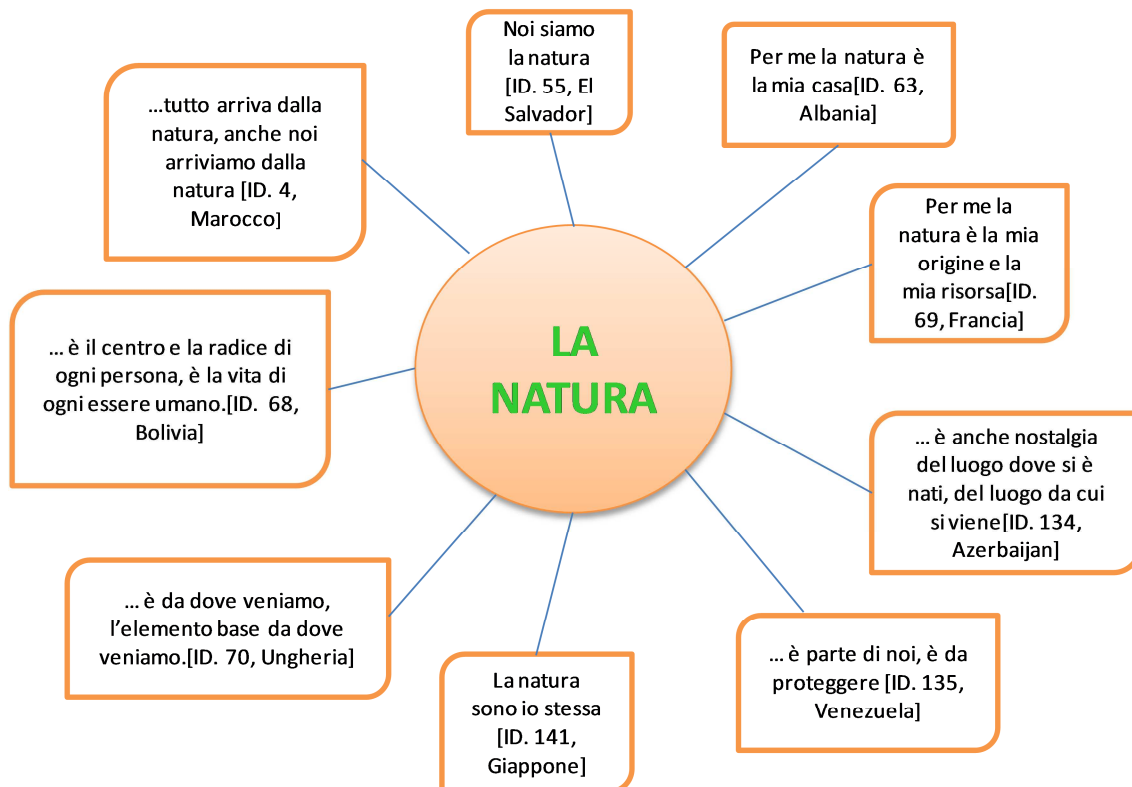 Noi siamo
la natura
[ID. 55, El
Salvador]
Per me la natura è
la mia casa[ID. 63,
Albania]
...tutto arriva dalla
natura, anche noi
arriviamo dalla
natura [ID. 4,
Marocco]
Per me la
natura è la mia
origine e la
mia risorsa[ID.
69, Francia]
LA
NATURA
... è il centro e la radice di
ogni persona, è la vita di
ogni essere umano.[ID. 68,
Bolivia]
... è anche nostalgia
del luogo dove si è
nati, del luogo da cui
si viene[ID. 134,
Azerbaijan]
... è da dove veniamo,
l'elemento base da dove
veniamo.[ID. 70, Ungheria]
... è parte di noi, è da
proteggere [ID. 135,
Venezuela]
La natura
sono io stessa
[ID. 141,
Giappone]